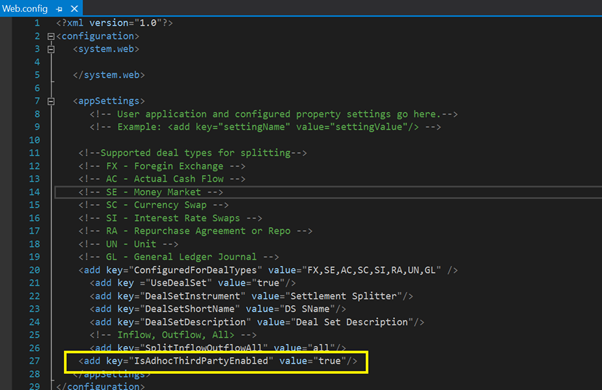 Web.config
1 <?xml version="1.0"?>
2 <configuration>
3 <system.web>
4
5 </system.web>
6
7 <appSettings>
8 <!-- User application and configured property settings go here.-->
9 <!-- Example: <add key="settingName" value="settingValue"/> -->
10
11 <!--Supported deal types for splitting-->
12 <!-- FX - Foregin Exchange -->
13 <!-- AC - Actual Cash Flow -->
14 <!-- SE - Money Market -->
15 <!-- SC - Currency Swap -->
16 <!-- SI - Interest Rate Swaps -->
17 <!-- RA - Repurchase Agreement or Repo -->
18 <!-- UN - Unit -->
19 <!-- GL - General Ledger Journal -->
20 <add key="ConfiguredForDealTypes" value="FX,SE,AC,SC,SI,RA,UN,GL" />
21 <add key ="UseDealSet" value="true"/>
22 <add key="DealSetInstrument" value="Settlement Splitter"/>
23 <add key="DealSetShortName" value="DS SName"/>
24 <add key="DealSetDescription" value="Deal Set Description"/>
25 <!-- Inflow, Outflow, All> -->
26 <add key="SplitInflowOutflowAll" value="all"/>
27 <add key="IsAdhocThirdPartyEnabled" value="true"/>
28 </appSettings>
29 </configuration>